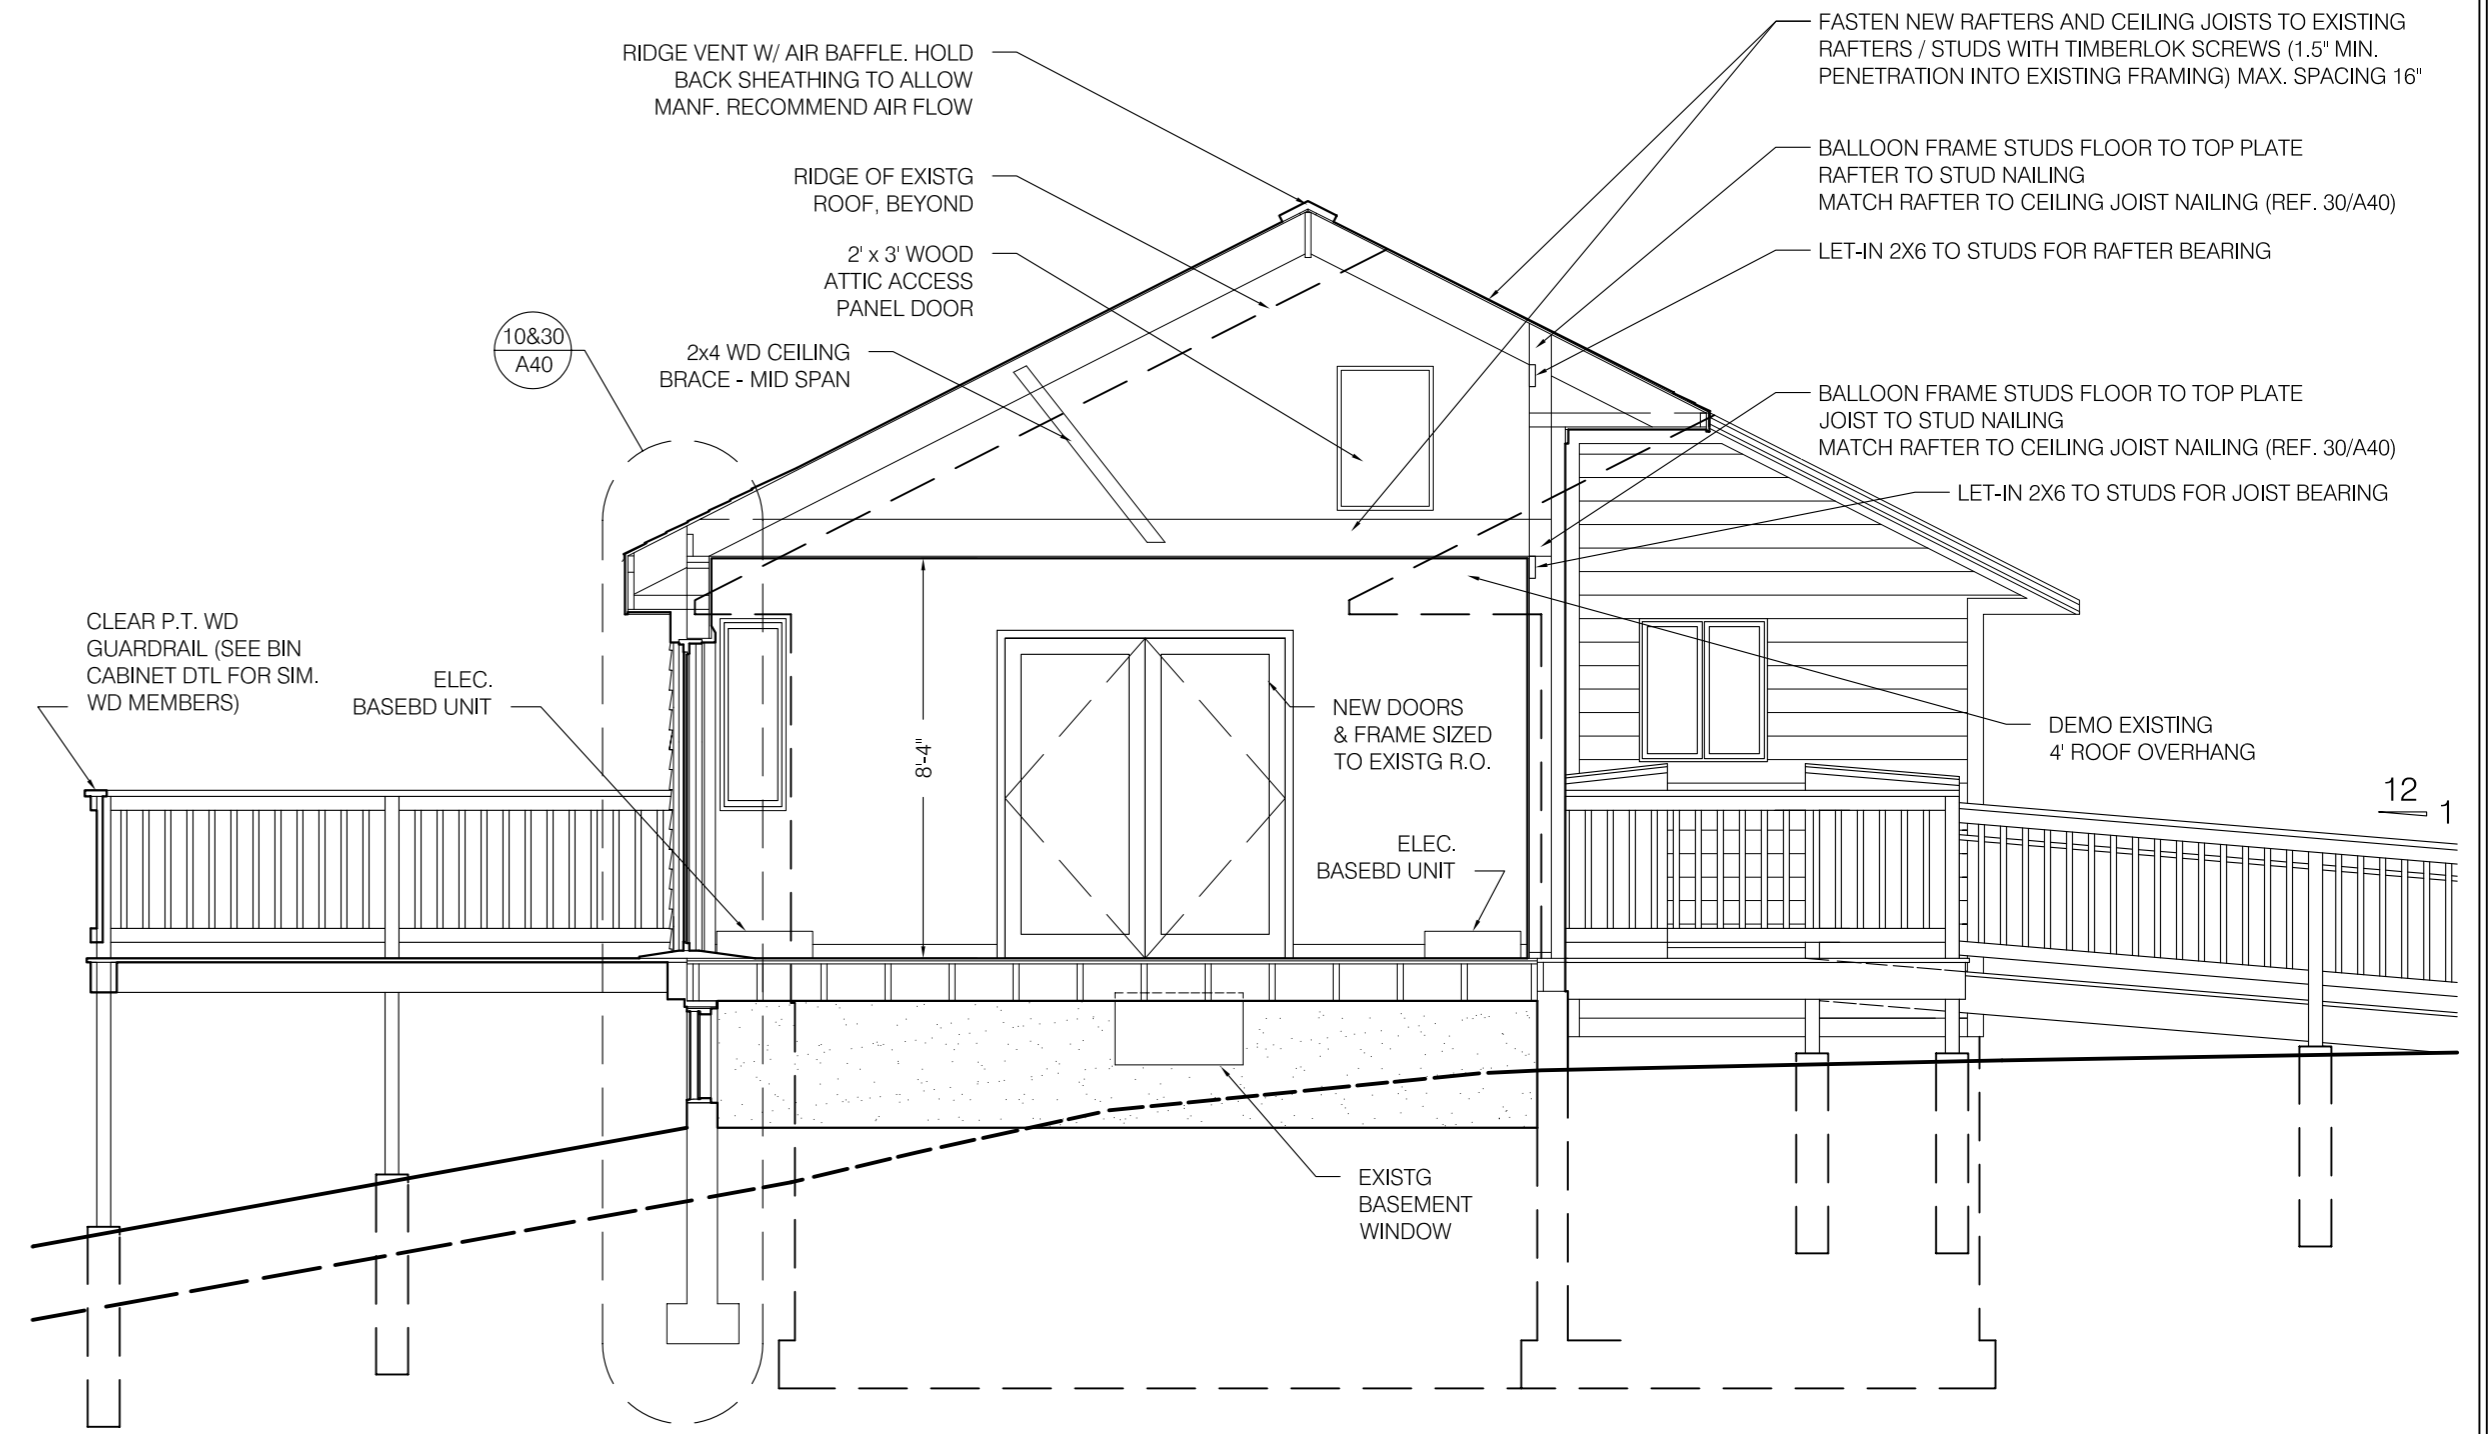 RIDGE VENT W/ AIR BAFFLE. HOLD
BACK SHEATHING TO ALLOW
MANF. RECOMMEND AIR FLOW
RIDGE OF EXISTG
ROOF, BEYOND
2' x 3' WOOD
ATTIC ACCESS
PANEL DOOR
10&30
A40
2x4 WD CEILING
BRACE - MID SPAN
FASTEN NEW RAFTERS AND CEILING JOISTS TO EXISTING
RAFTERS / STUDS WITH TIMBERLOK SCREWS (1.5" MIN.
PENETRATION INTO EXISTING FRAMING) MAX. SPACING 16"
BALLOON FRAME STUDS FLOOR TO TOP PLATE
RAFTER TO STUD NAILING
MATCH RAFTER TO CEILING JOIST NAILING (REF. 30/A40)
LET-IN 2X6 TO STUDS FOR RAFTER BEARING
BALLOON FRAME STUDS FLOOR TO TOP PLATE
JOIST TO STUD NAILING
MATCH RAFTER TO CEILING JOIST NAILING (REF. 30/A40)
LET-IN 2X6 TO STUDS FOR JOIST BEARING
CLEAR P.T. WD
GUARDRAIL (SEE BIN
CABINET DTL FOR SIM.
WD MEMBERS)
ELEC.
BASEBD UNIT
8'-4"
NEW DOORS
& FRAME SIZED
TO EXISTG R.O.
DEMO EXISTING
4' ROOF OVERHANG
12
1
ELEC.
BASEBD UNIT
EXISTG
BASEMENT
WINDOW